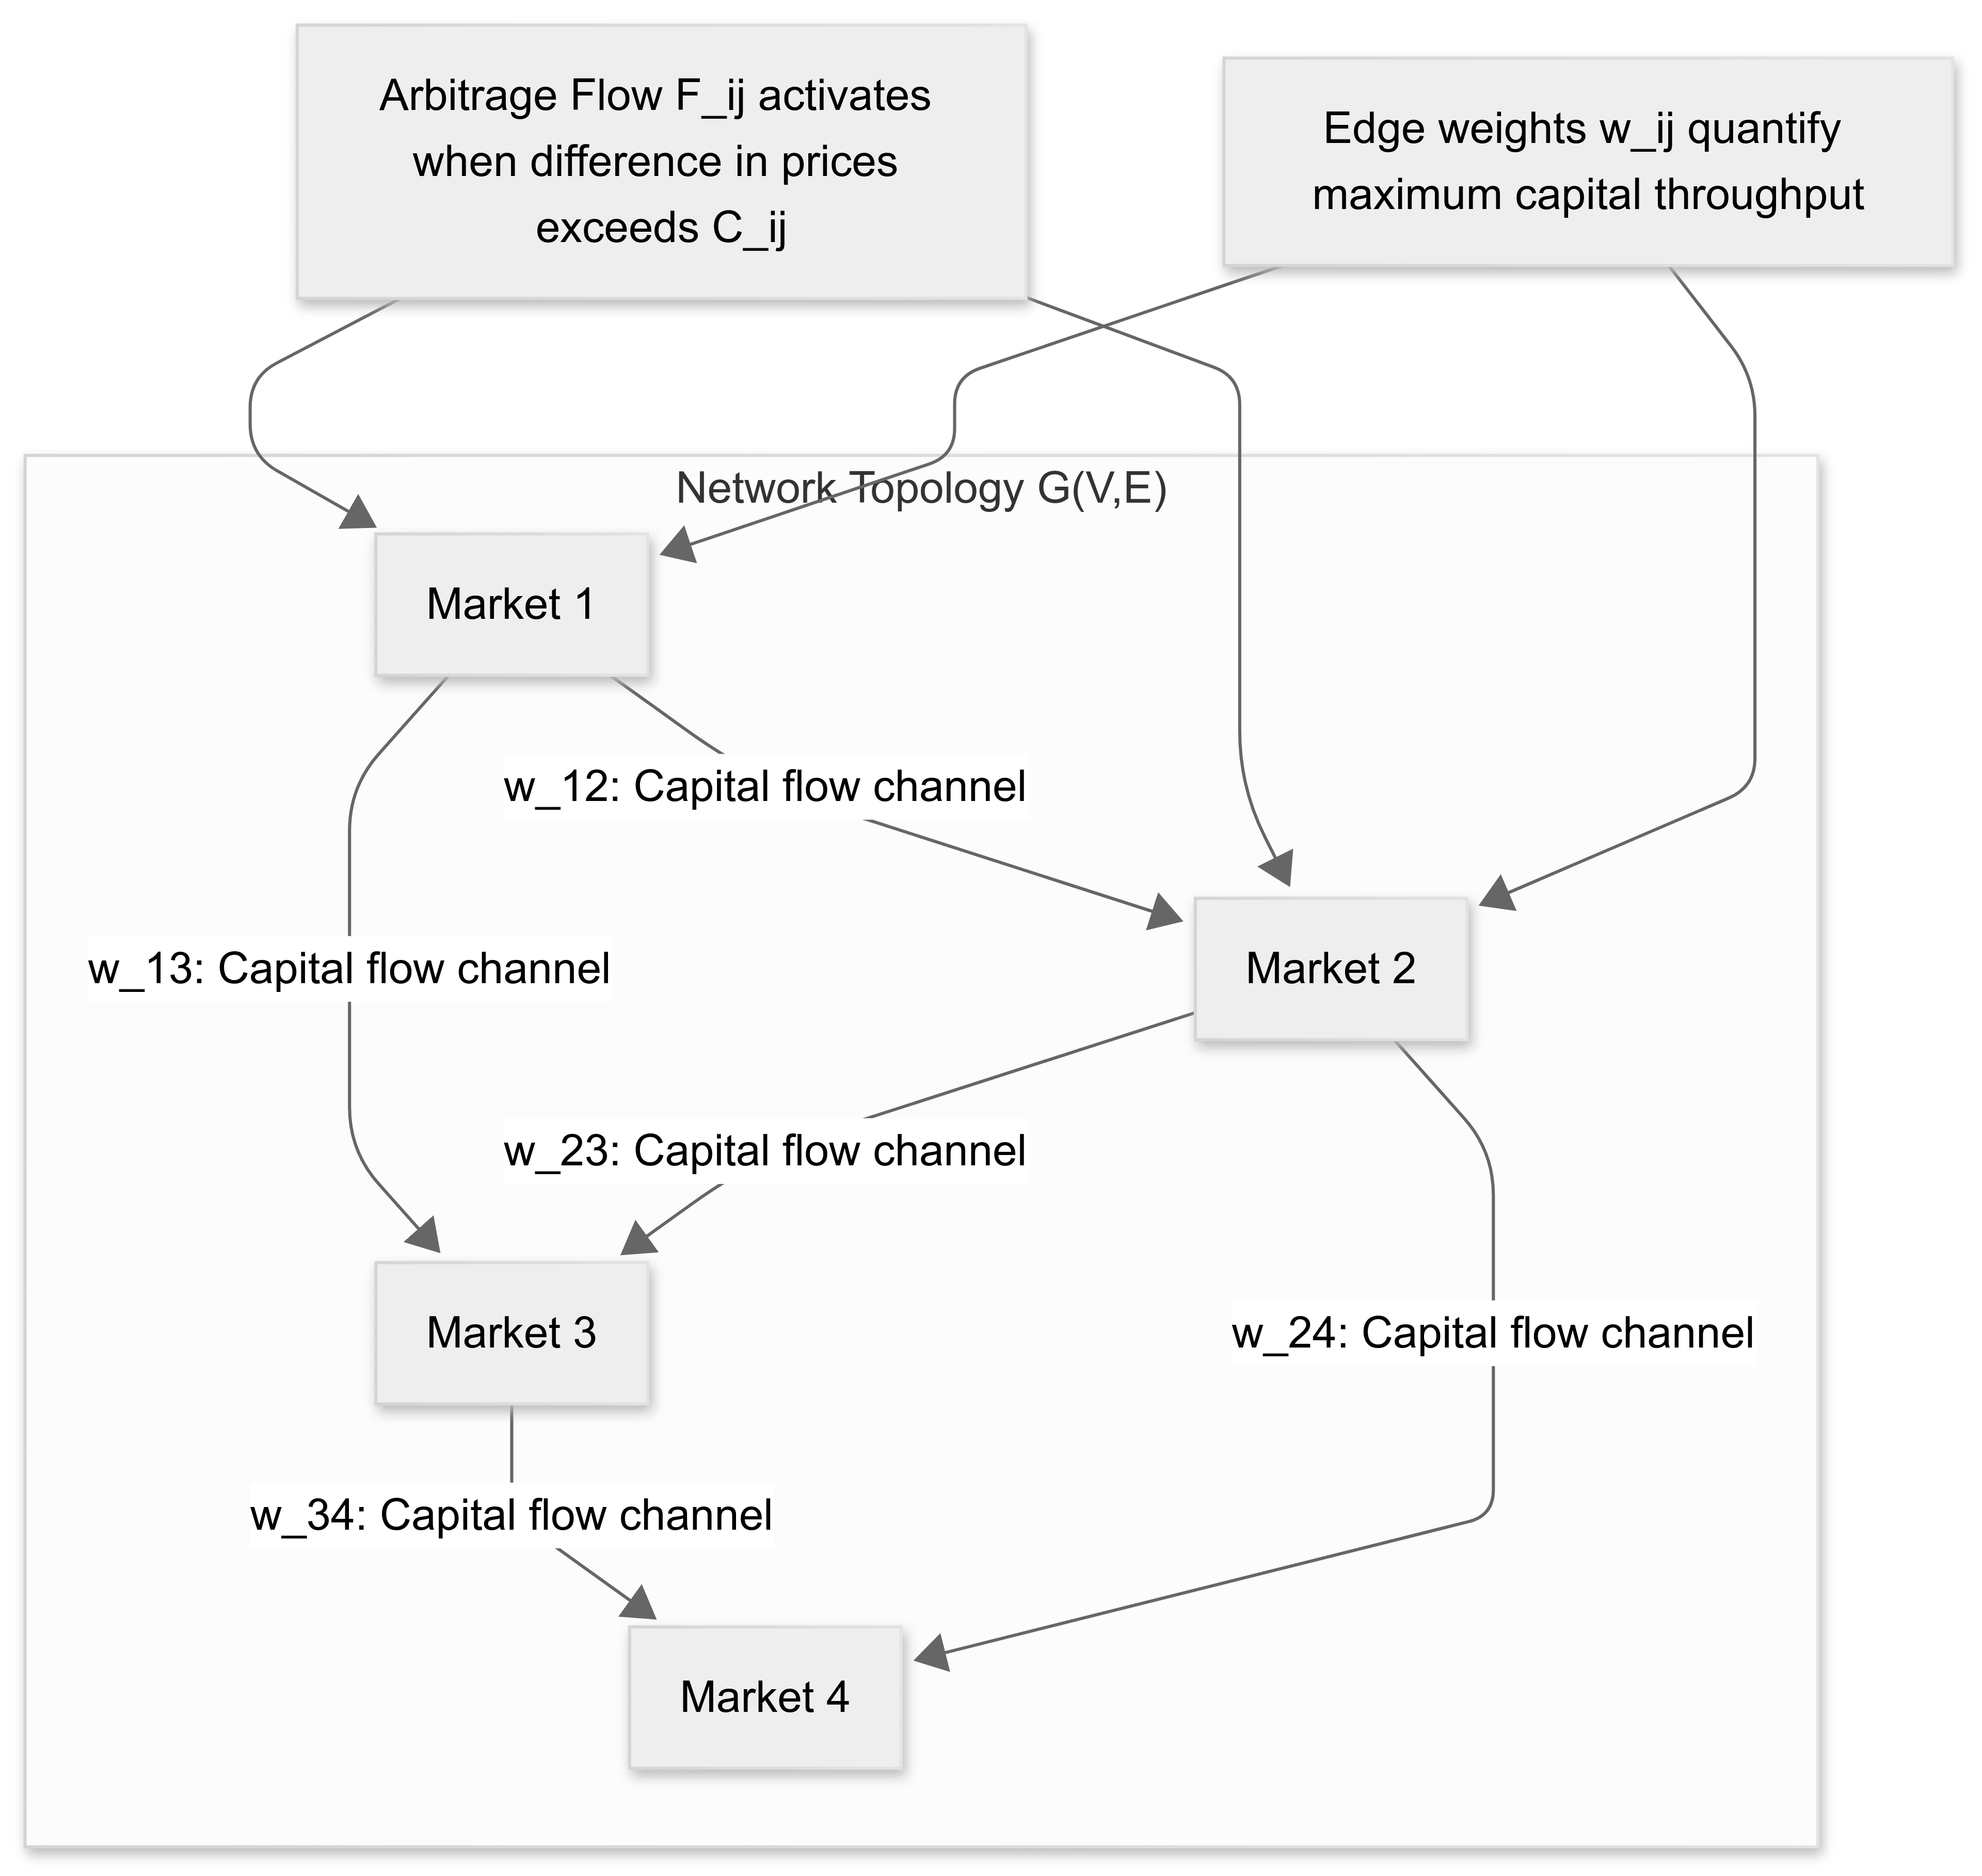 Arbitrage Flow F_ij activates
when difference in prices
exceeds C_ij
Edge weights w_ij quantify
maximum capital throughput
Network Topology G(V,E)
Market 1
w_12: Capital flow channel
w_13: Capital flow channel
Market 2
w_23: Capital flow channel
Market 3
w_24: Capital flow channel
w_34: Capital flow channel
Market 4